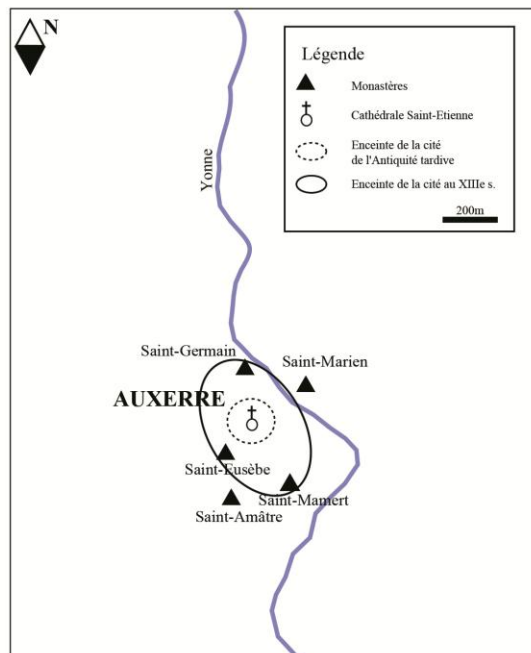 N
Légende
Monastères
Cathédrale Saint-Etienne
Enceinte de la cité
de l'Antiquité tardive
Enceinte de la cité au XIIIe s.
200m
Yonne
Saint-Germain
Saint-Marien
AUXERRE
Saint-Eusèbe
Saint-Mamert
Saint-Amâtre